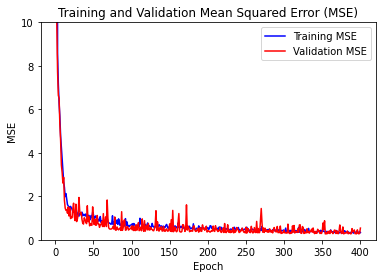 Training and Validation Mean Squared Error (MSE)
Training MSE
Validation MSE
10
8
6
4
2
0
MSE
0 50 100 150 200 250 300 350 400
Epoch